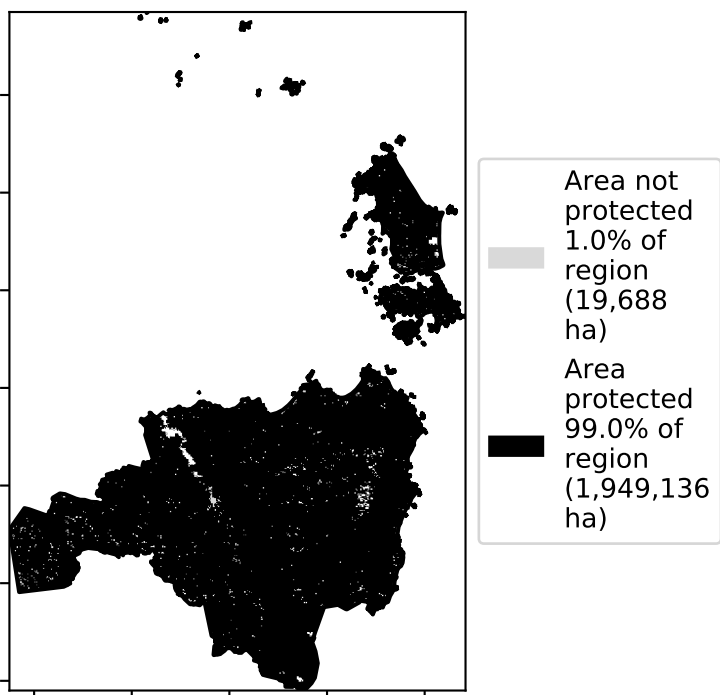 Area not
protected
1.0% of
region
(19,688
ha)
Area
protected
99.0% of
region
(1,949,136
ha)